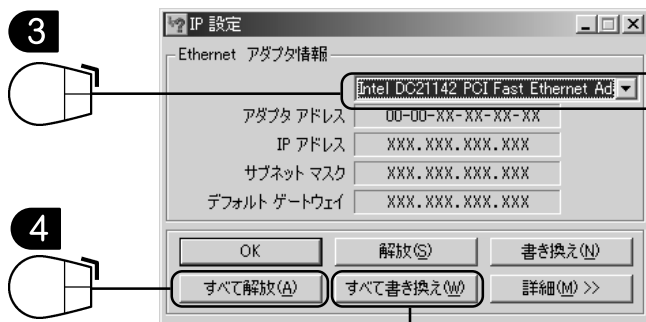 3
IP 設定
Ethernet アダプタ情報
Intel DC21142 PCI Fast Ethernet Ad
アダプタ アドレス 00-00-XX-XX-XX-XX
IP アドレス XXX.XXX.XXX.XXX
サブネット マスク XXX.XXX.XXX.XXX
デフォルト ゲートウェイ XXX.XXX.XXX.XXX
4
OK 解放(S) 書き換え(N)
すべて解放(A) すべて書き換え(W) 詳細(M) >>